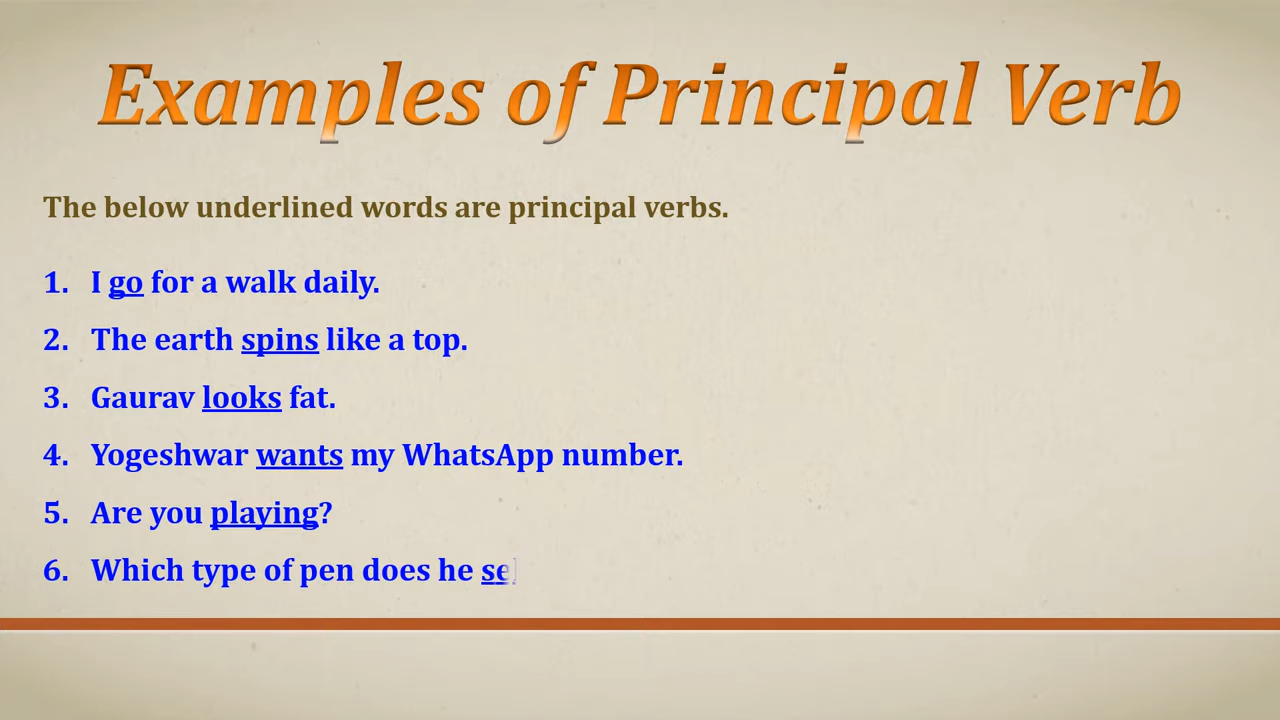 Examples of Principal Verb
The below underlined words are principal verbs.
1. I go for a walk daily.
2. The earth spins like a top.
3. Gaurav looks fat.
4. Yogeshwar wants my WhatsApp number.
5. Are you playing?
6. Which type of pen does he